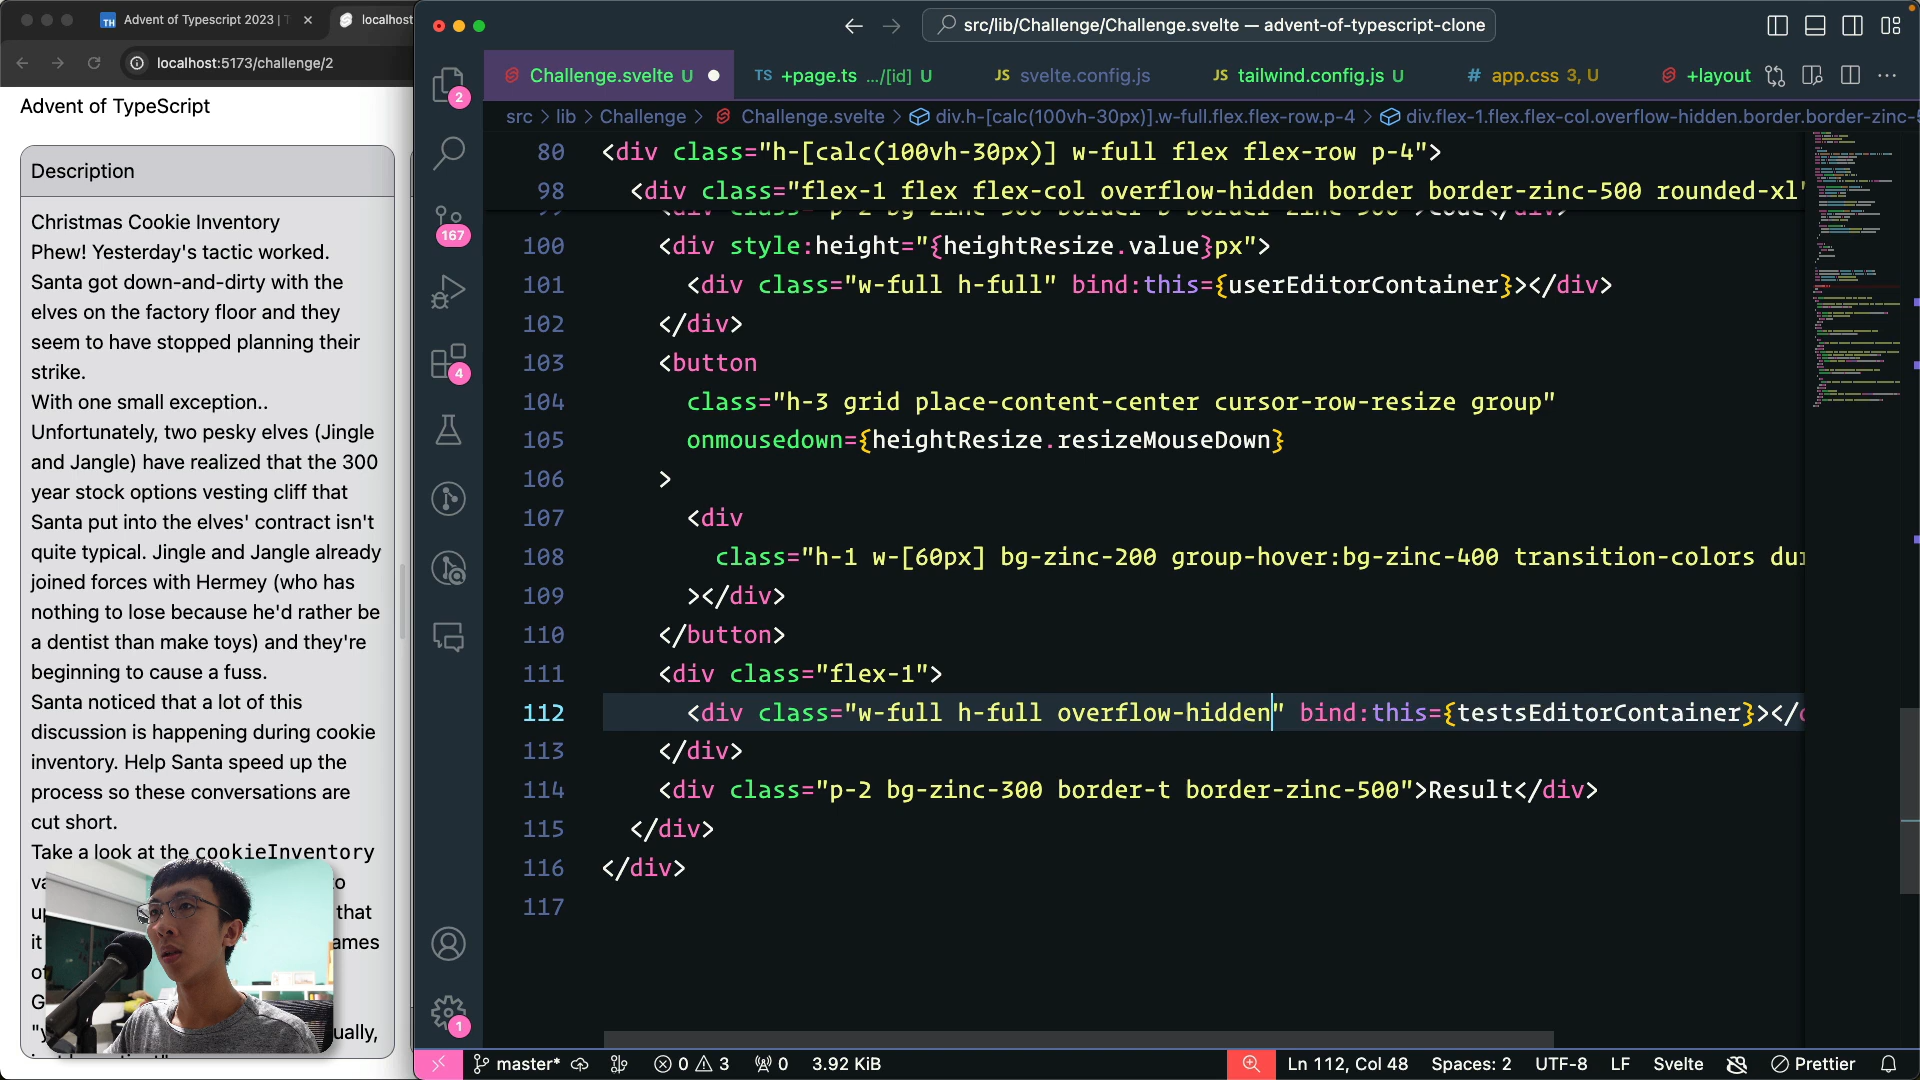 Advent of Typescript 2023 |
localhost
localhost:5173/challenge/2
Advent of TypeScript
Description
Christmas Cookie Inventory
Phew! Yesterday's tactic worked.
Santa got down-and-dirty with the
elves on the factory floor and they
seem to have stopped planning their
strike.
With one small exception..
Unfortunately, two pesky elves (Jingle
and Jangle) have realized that the 300
year stock options vesting cliff that
Santa put into the elves' contract isn't
quite typical. Jingle and Jangle already
joined forces with Hermey (who has
nothing to lose because he'd rather be
a dentist than make toys) and they're
beginning to cause a fuss.
Santa noticed that a lot of this
discussion is happening during cookie
inventory. Help Santa speed up the
process so these conversations are
cut short.
Take a look at the cookieInventory
that
src/lib/Challenge/Challenge.svelte — advent-of-typescript-clone
Challenge.svelte U
TS +page.ts .../[id] U
JS svelte.config.js
JS tailwind.config.js U
# app.css 3, U
+layout
src > lib > Challenge > Challenge.svelte > div.h-[calc(100vh-30px)].w-full.flex.flex-row.p-4 > div.flex-1.flex.flex-col.overflow-hidden.border.border-zinc-5
80 <div class="h-[calc(100vh-30px)] w-full flex flex-row p-4">
98 <div class="flex-1 flex flex-col overflow-hidden border border-zinc-500 rounded-xl"
100 <div style:height="{heightResize.value}px">
101 <div class="w-full h-full" bind:this={userEditorContainer}></div>
102 </div>
103 <button
104 class="h-3 grid place-content-center cursor-row-resize group"
105 onmousedown={heightResize.resizeMouseDown}
106 >
107 <div
108 class="h-1 w-[60px] bg-zinc-200 group-hover:bg-zinc-400 transition-colors du
109 ></div>
110 </button>
111 <div class="flex-1">
112 <div class="w-full h-full overflow-hidden" bind:this={testsEditorContainer}></
113 </div>
114 <div class="p-2 bg-zinc-300 border-t border-zinc-500">Result</div>
115 </div>
116 </div>
117
2
167
4
1
master* 0 3 0 3.92 KiB
Ln 112, Col 48 Spaces: 2 UTF-8 LF Svelte Prettier